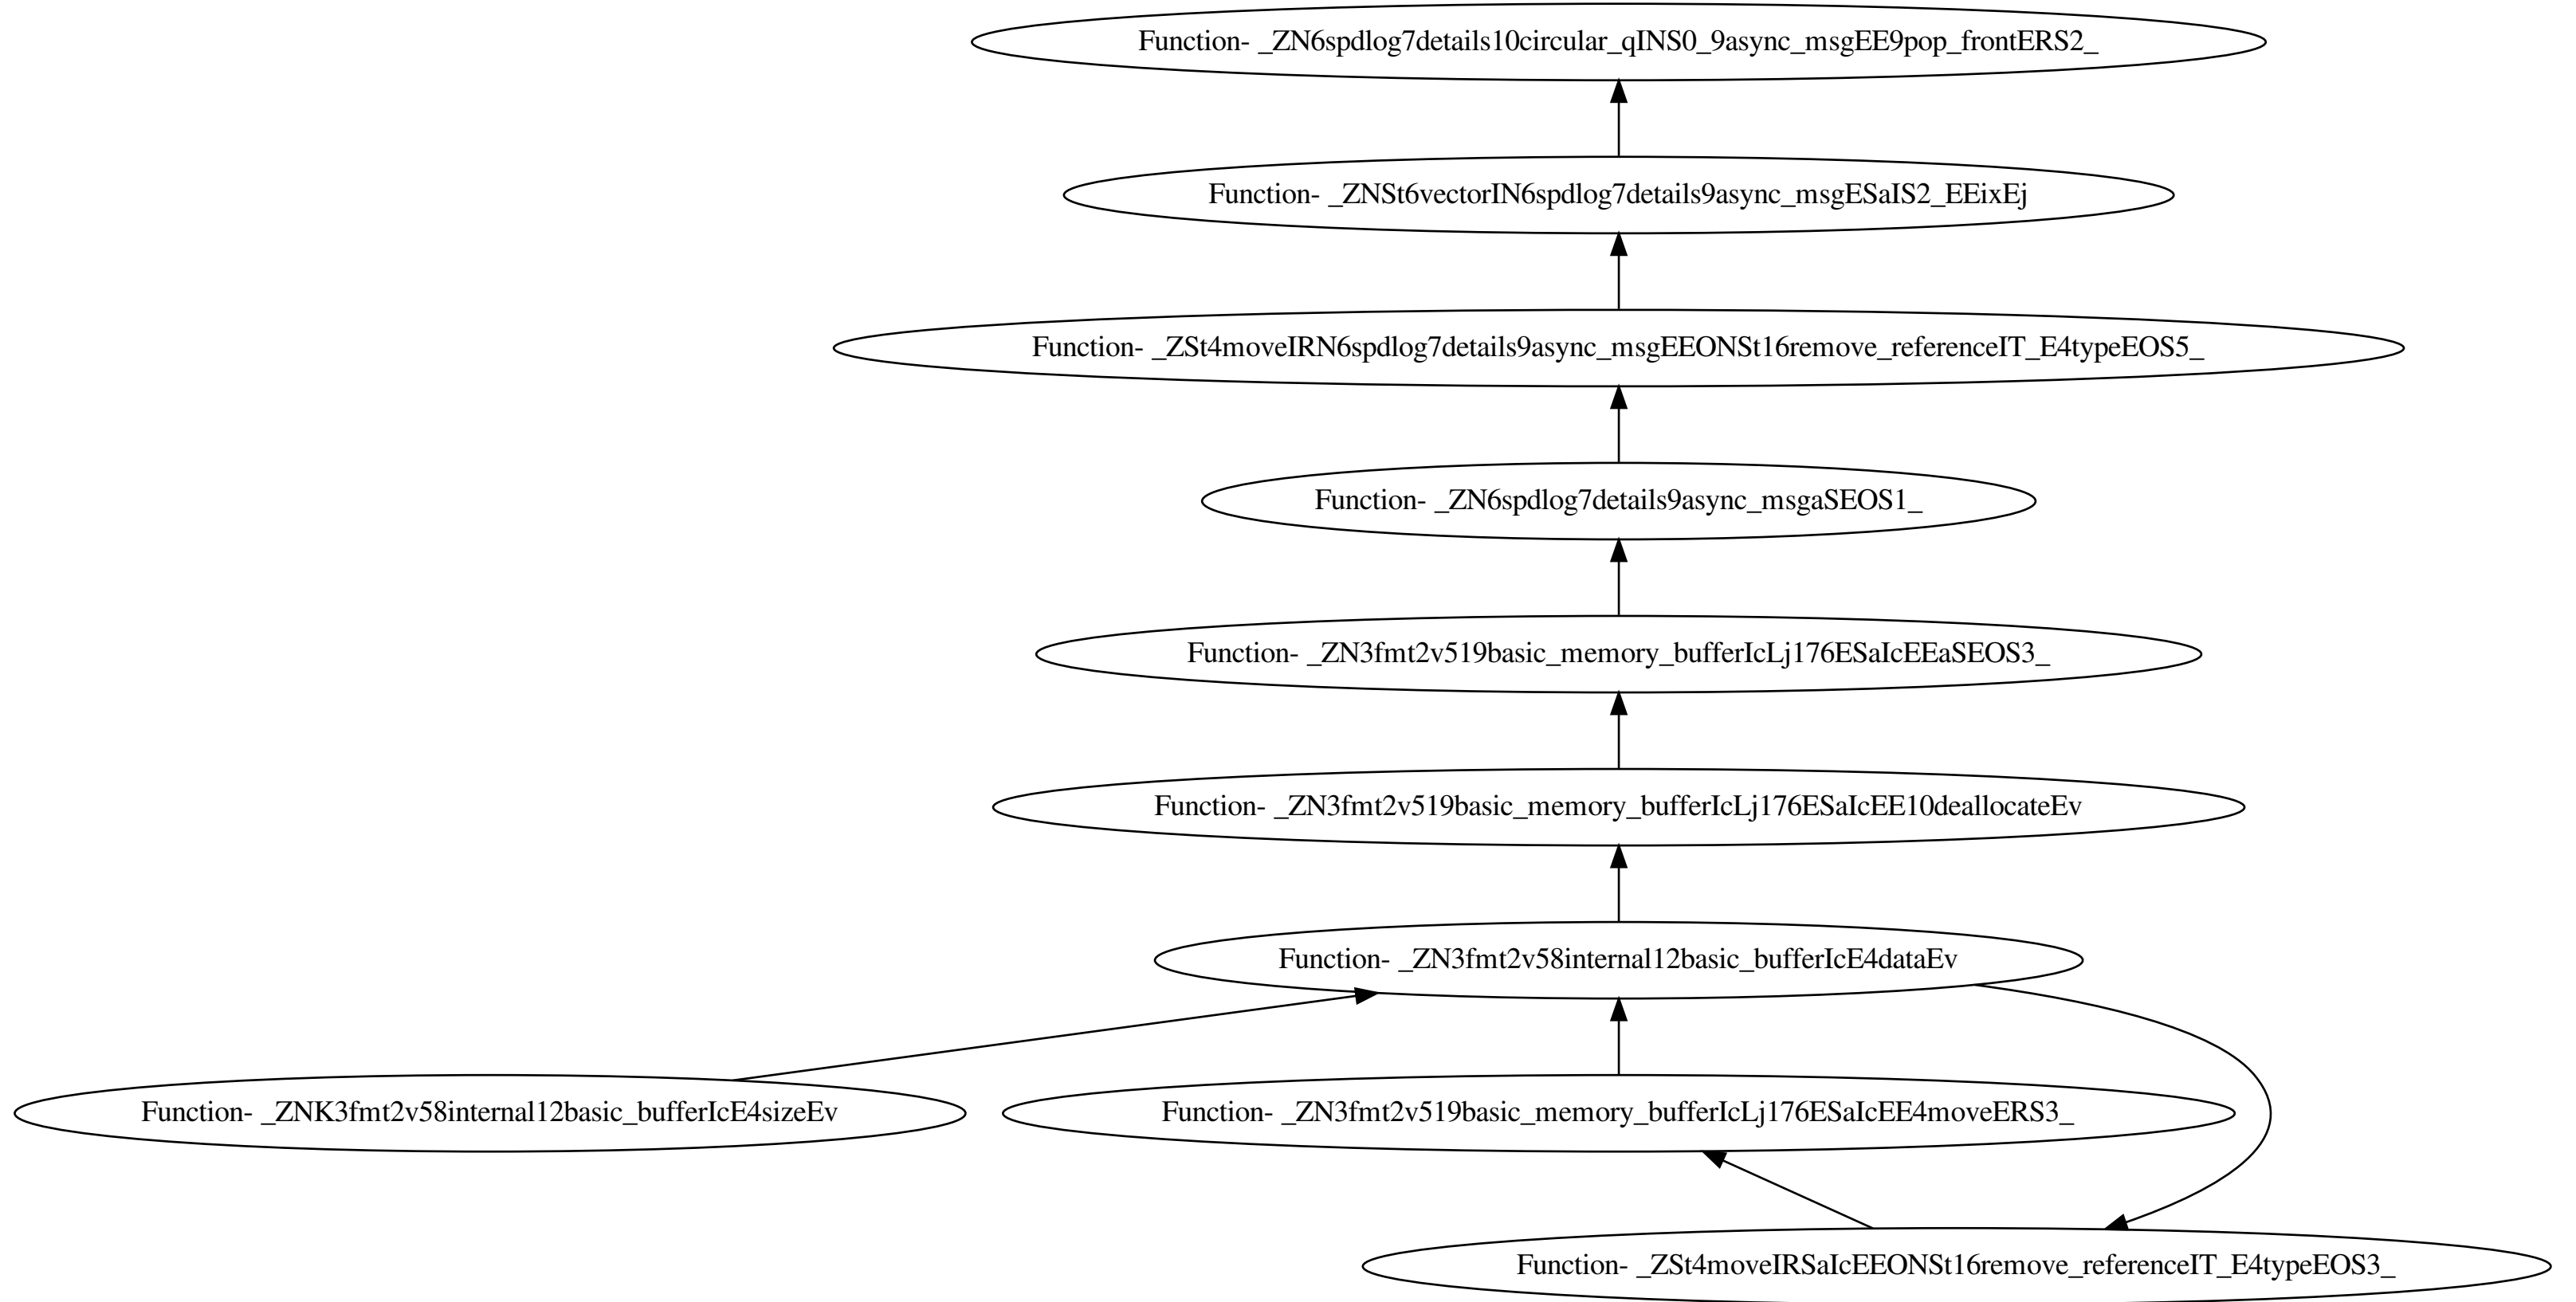 Function- _ZN6spdlog7details10circular_qINS0_9async_msgEE9pop_frontERS2_
Function- _ZNSt6vectorIN6spdlog7details9async_msgESaIS2_EEixEj
Function- _ZSt4moveIRN6spdlog7details9async_msgEEONSt16remove_referenceIT_E4typeEOS5_
Function- _ZN6spdlog7details9async_msgaSEOS1_
Function- _ZN3fmt2v519basic_memory_bufferIcLj176ESaIcEEaSEOS3_
Function- _ZN3fmt2v519basic_memory_bufferIcLj176ESaIcEE10deallocateEv
Function- _ZN3fmt2v58internal12basic_bufferIcE4dataEv
Function- _ZNK3fmt2v58internal12basic_bufferIcE4sizeEv
Function- _ZN3fmt2v519basic_memory_bufferIcLj176ESaIcEE4moveERS3_
Function- _ZSt4moveIRSaIcEEONSt16remove_referenceIT_E4typeEOS3_